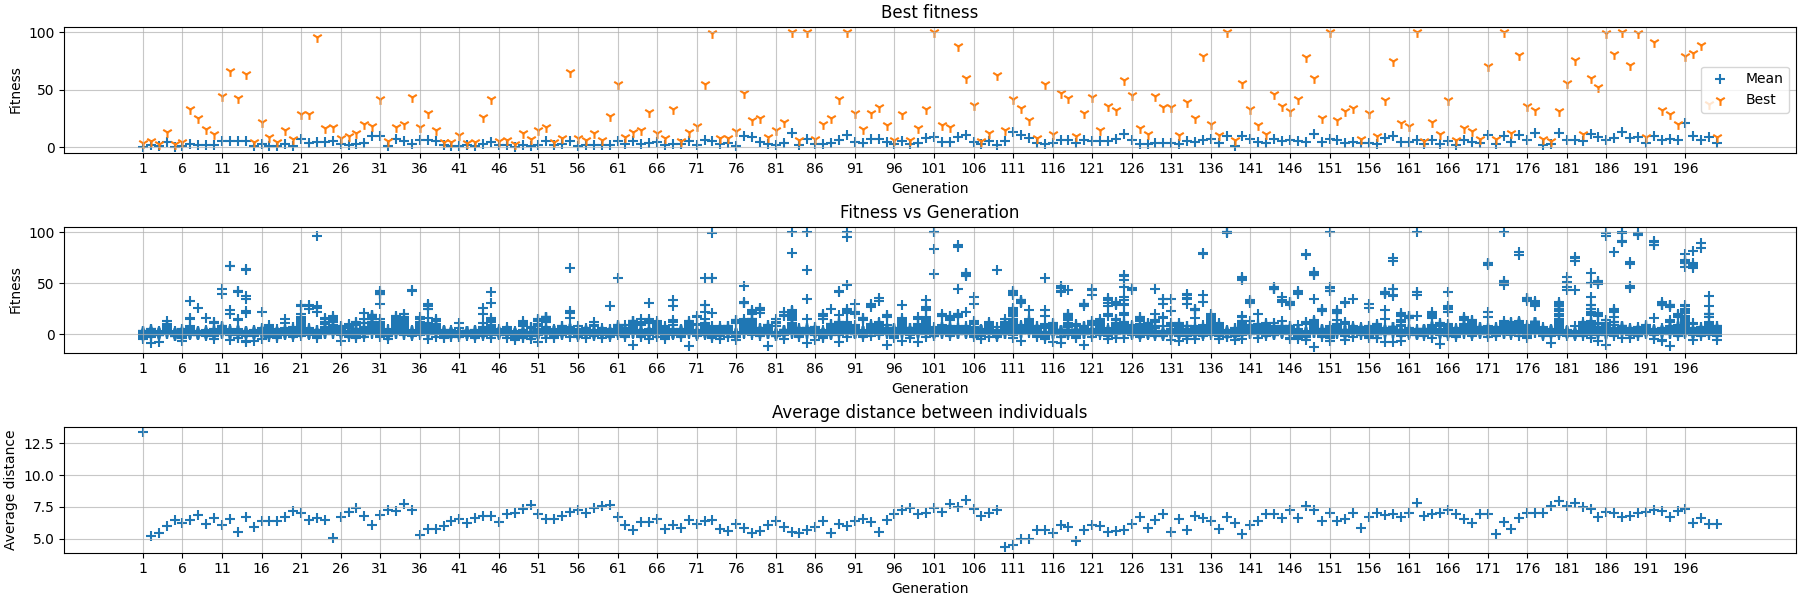 Best fitness
100
50
0
Fitness
Mean
Best
1 6 11 16 21 26 31 36 41 46 51 56 61 66 71 76 81 86 91 96 101 106 111 116 121 126 131 136 141 146 151 156 161 166 171 176 181 186 191 196
Generation
Fitness vs Generation
100
50
0
Fitness
1 6 11 16 21 26 31 36 41 46 51 56 61 66 71 76 81 86 91 96 101 106 111 116 121 126 131 136 141 146 151 156 161 166 171 176 181 186 191 196
Generation
Average distance between individuals
12.5
10.0
7.5
5.0
Average distance
1 6 11 16 21 26 31 36 41 46 51 56 61 66 71 76 81 86 91 96 101 106 111 116 121 126 131 136 141 146 151 156 161 166 171 176 181 186 191 196
Generation